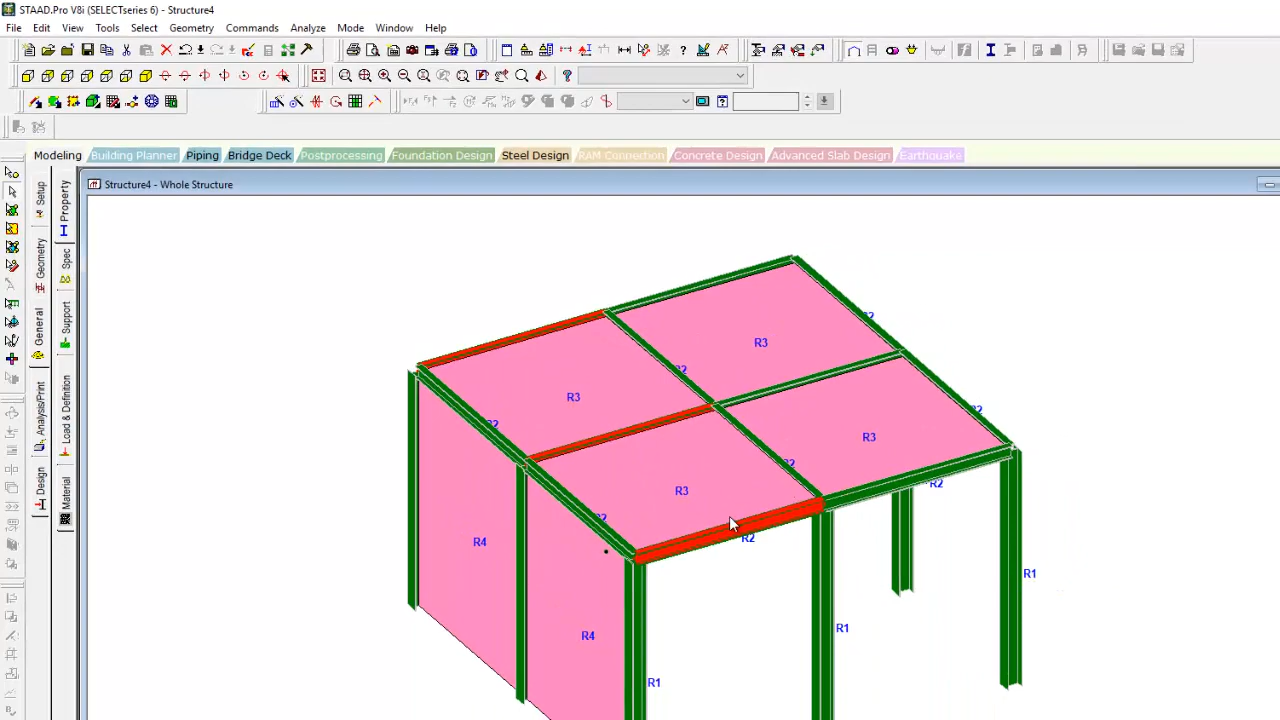 STAAD.Pro V8i (SELECTseries 6) - Structure4
File Edit View Tools Select Geometry Commands Analyze Mode Window Help
Modeling Building Planner Piping Bridge Deck Postprocessing Foundation Design Steel Design RAM Connection Concrete Design Advanced Slab Design Earthquake
Structure4 - Whole Structure
Setup
Geometry
General
Analysis/Print
Design
Property
Spec
Support
Load & Definition
Material
R3
R3
R3
R3
R2
R2
R4
R4
R1
R1
R1